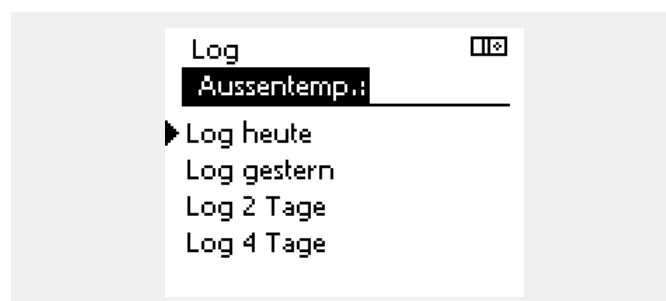 Log
Aussentemp.:
Log heute
Log gestern
Log 2 Tage
Log 4 Tage